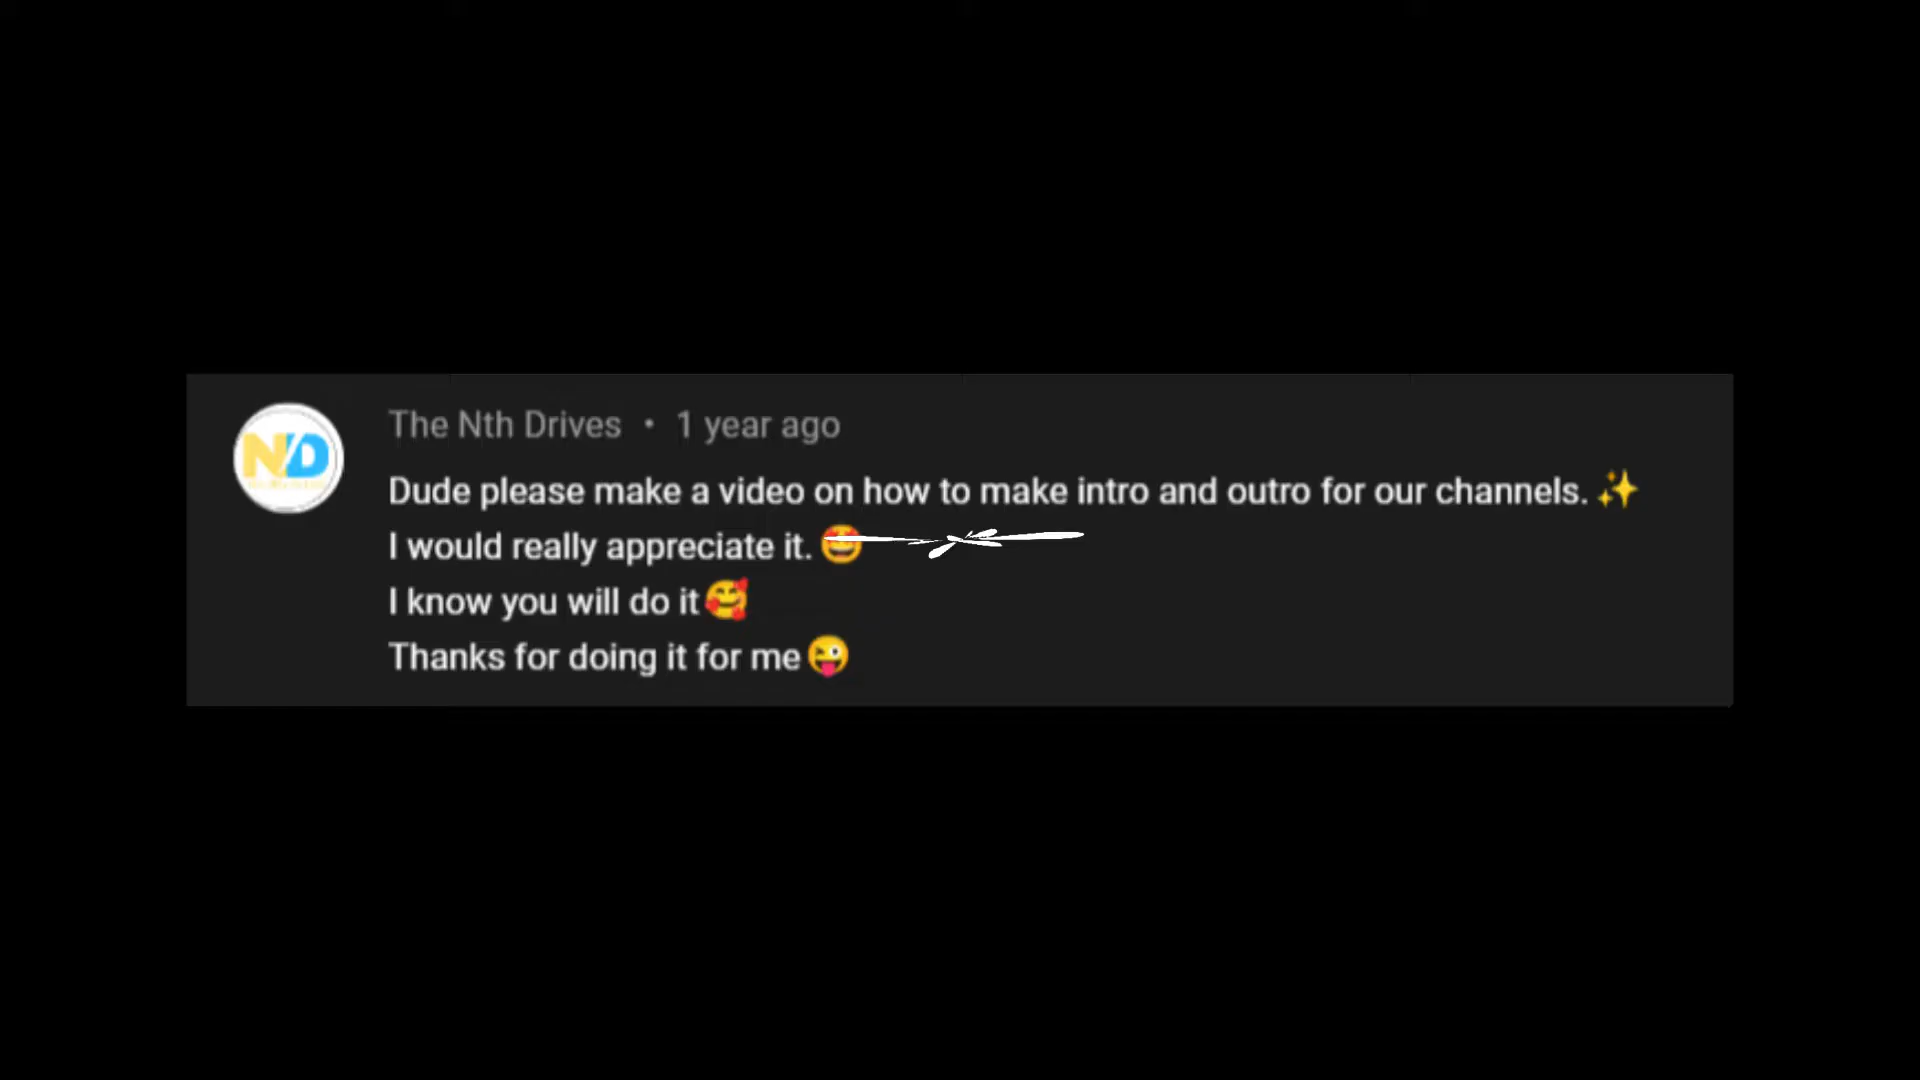 The Nth Drives • 1 year ago
Dude please make a video on how to make intro and outro for our channels. ✨
I would really appreciate it. 🤩
I know you will do it🥰
Thanks for doing it for me😜
ND